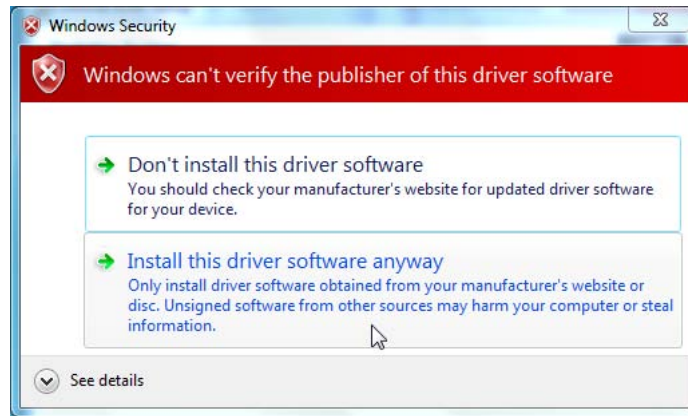 Windows Security
Windows can't verify the publisher of this driver software
Don't install this driver software
You should check your manufacturer's website for updated driver software
for your device.
Install this driver software anyway
Only install driver software obtained from your manufacturer's website or
disc. Unsigned software from other sources may harm your computer or steal
information.
See details